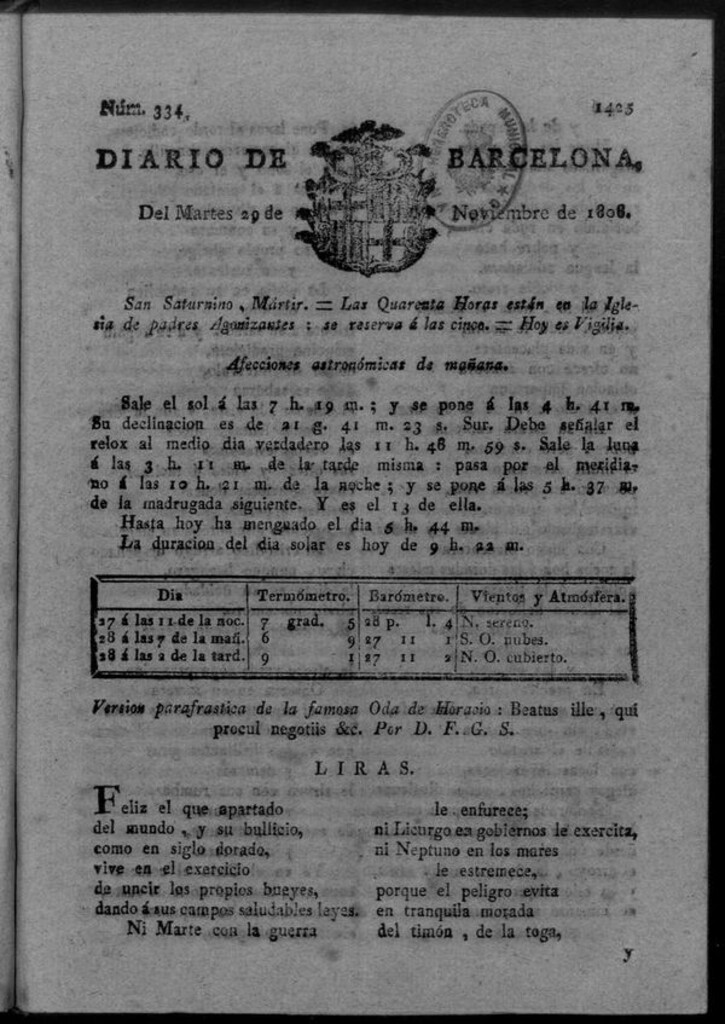 Núm. 334.
1425
HEMEROTECA MUNICIPAL
DIARIO DE BARCELONA,
Del Martes 29 de Noviembre de 1808.
San Saturnino, Mártir. = Las Quarenta Horas están en la Igle-
sia de padres Agonizantes : se reserva á las cinco. = Hoy es Vigilia.
Afecciones astronómicas de mañana.
Sale el sol á las 7 h. 19 m.; y se pone á las 4 h. 41 m.
Su declinacion es de 21 g. 41 m. 23 s. Sur. Debe señalar el
relox al medio dia verdadero las 11 h. 48 m. 59 s. Sale la luna
á las 3 h. 11 m. de la tarde misma : pasa por el meridia-
no á las 10 h. 21 m. de la noche; y se pone á las 5 h. 37 m.
de la madrugada siguiente. Y es el 13 de ella.
Hasta hoy ha menguado el dia 5 h. 44 m.
La duracion del dia solar es hoy de 9 h. 22 m.
Dia Termómetro. Barómetro. Vientos y Atmósfera.
27 á las 11 de la noc. 7 grad. 5 28 p. l. 4 N. sereno.
28 á las 7 de la mañ. 6 9 27 11 1 S. O. nubes.
28 á las 2 de la tard. 9 1 27 11 2 N. O. cubierto.
Version parafrastica de la famosa Oda de Horacio : Beatus ille, qui
procul negotiis &c. Por D. F. G. S.
LIRAS.
Feliz el que apartado
del mundo, y su bullicio,
como en siglo dorado,
vive en el exercicio
de uncir los propios bueyes,
dando á sus campos saludables leyes.
Ni Marte con la guerra
le enfurece;
ni Licurgo en gobiernos le exercita,
ni Neptuno en los mares
le estremece,
porque el peligro evita
en tranquila morada
del timón, de la toga,
y